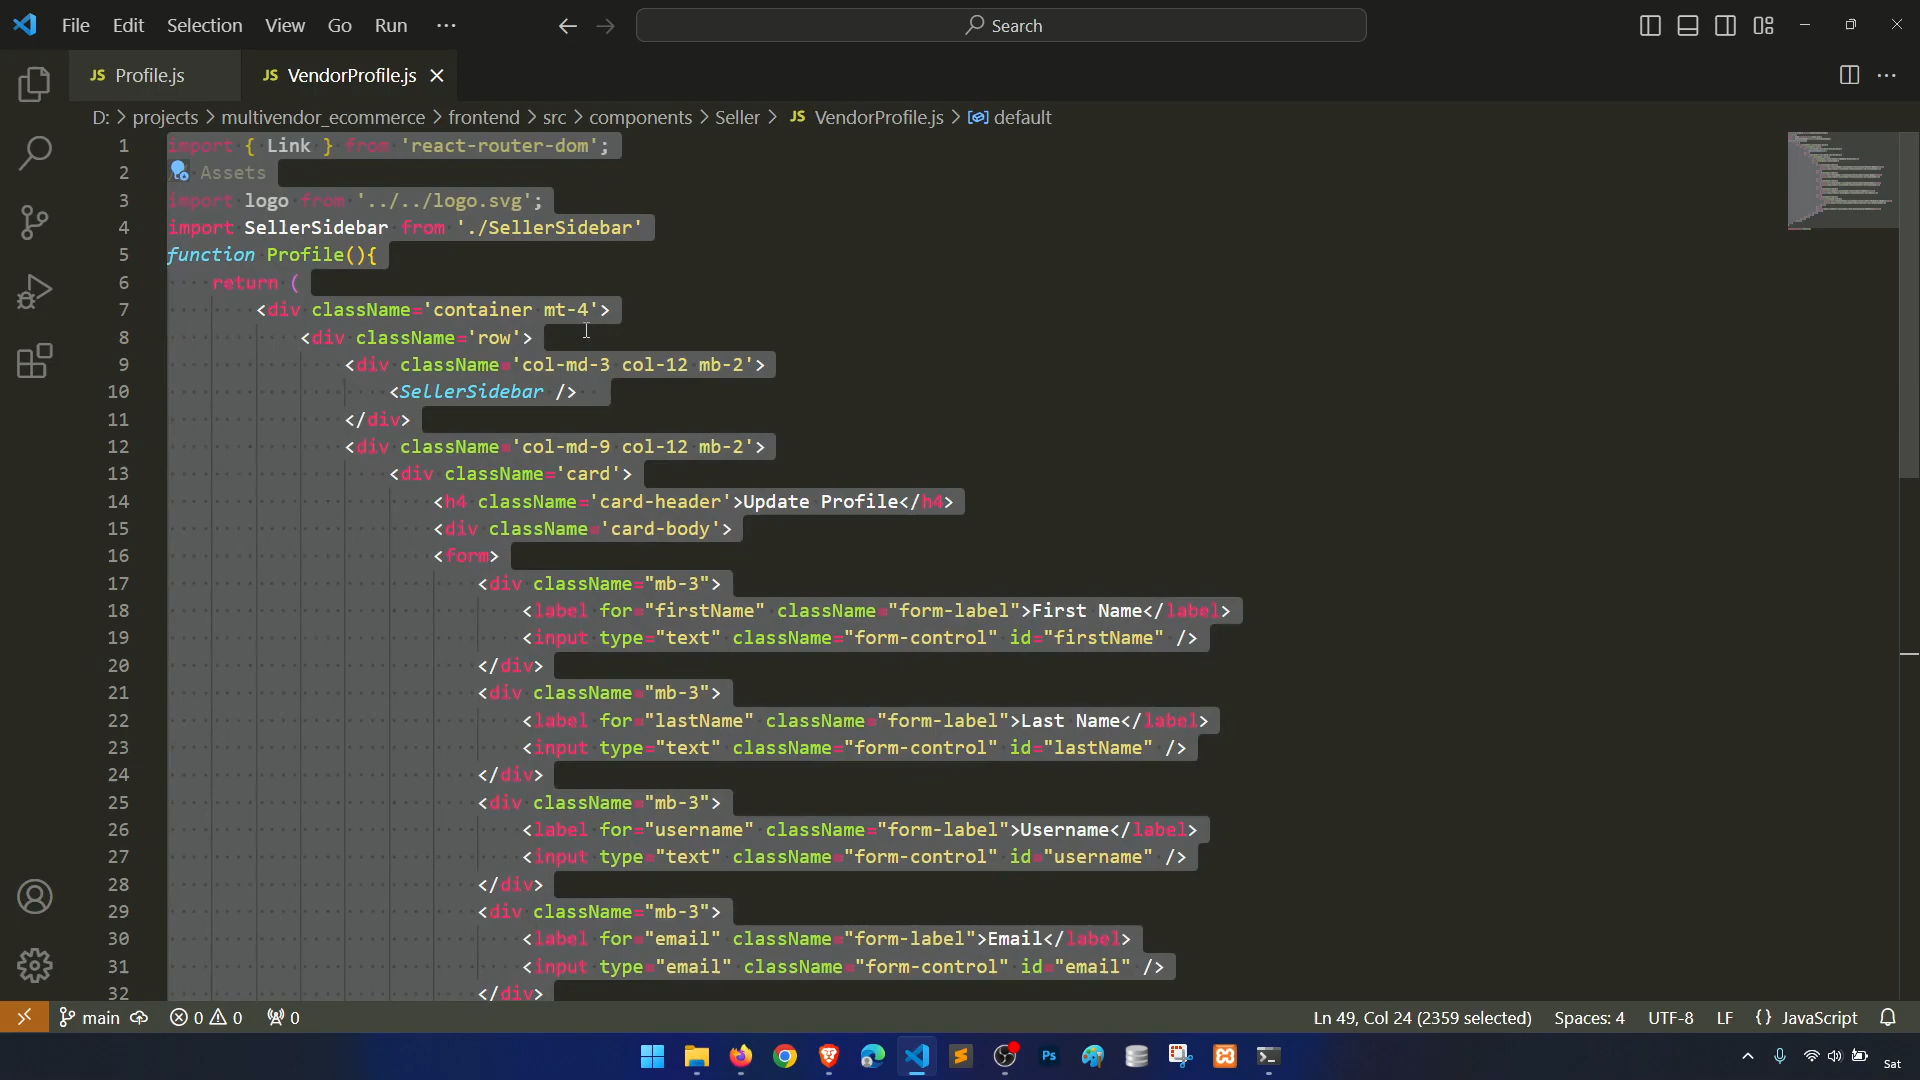 File Edit Selection View Go Run ··· Search
JS Profile.js JS VendorProfile.js
D: > projects > multivendor_ecommerce > frontend > src > components > Seller > JS VendorProfile.js > default
1 import { Link } from 'react-router-dom';
2 Assets
3 import logo from '../../logo.svg';
4 import SellerSidebar from './SellerSidebar'
5 function Profile(){
6 return (
7 <div className='container mt-4'>
8 <div className='row'>
9 <div className='col-md-3 col-12 mb-2'>
10 <SellerSidebar />
11 </div>
12 <div className='col-md-9 col-12 mb-2'>
13 <div className='card'>
14 <h4 className='card-header'>Update Profile</h4>
15 <div className='card-body'>
16 <form>
17 <div className="mb-3">
18 <label for="firstName" className="form-label">First Name</label>
19 <input type="text" className="form-control" id="firstName" />
20 </div>
21 <div className="mb-3">
22 <label for="lastName" className="form-label">Last Name</label>
23 <input type="text" className="form-control" id="lastName" />
24 </div>
25 <div className="mb-3">
26 <label for="username" className="form-label">Username</label>
27 <input type="text" className="form-control" id="username" />
28 </div>
29 <div className="mb-3">
30 <label for="email" className="form-label">Email</label>
31 <input type="email" className="form-control" id="email" />
32 </div>
main 0 0 0 Ln 49, Col 24 (2359 selected) Spaces: 4 UTF-8 LF {} JavaScript
Ps Sat